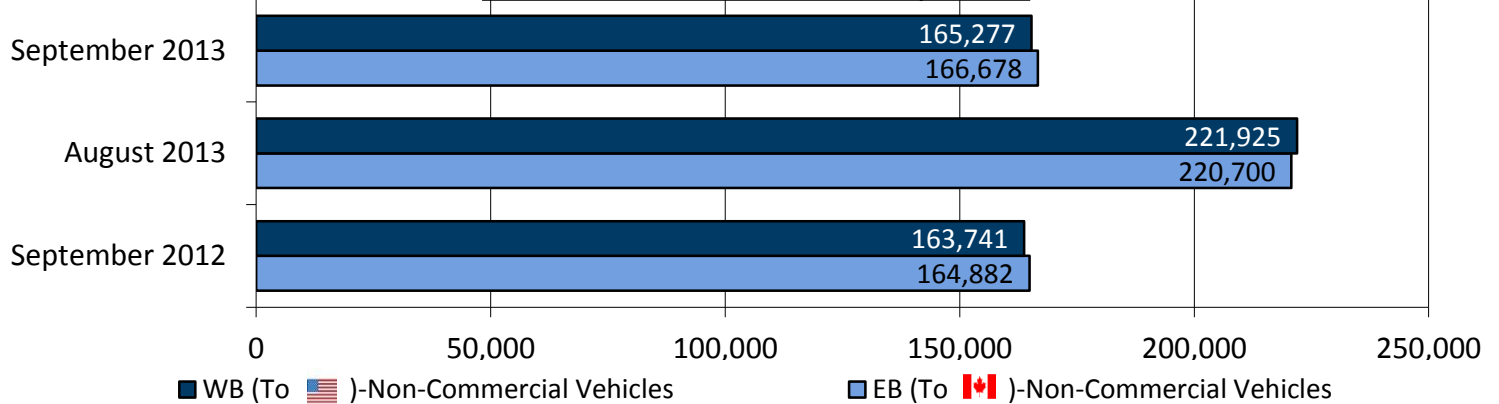 September 2013
165,277
166,678
August 2013
221,925
220,700
September 2012
163,741
164,882
0 50,000 100,000 150,000 200,000 250,000
WB (To )-Non-Commercial Vehicles EB (To )-Non-Commercial Vehicles